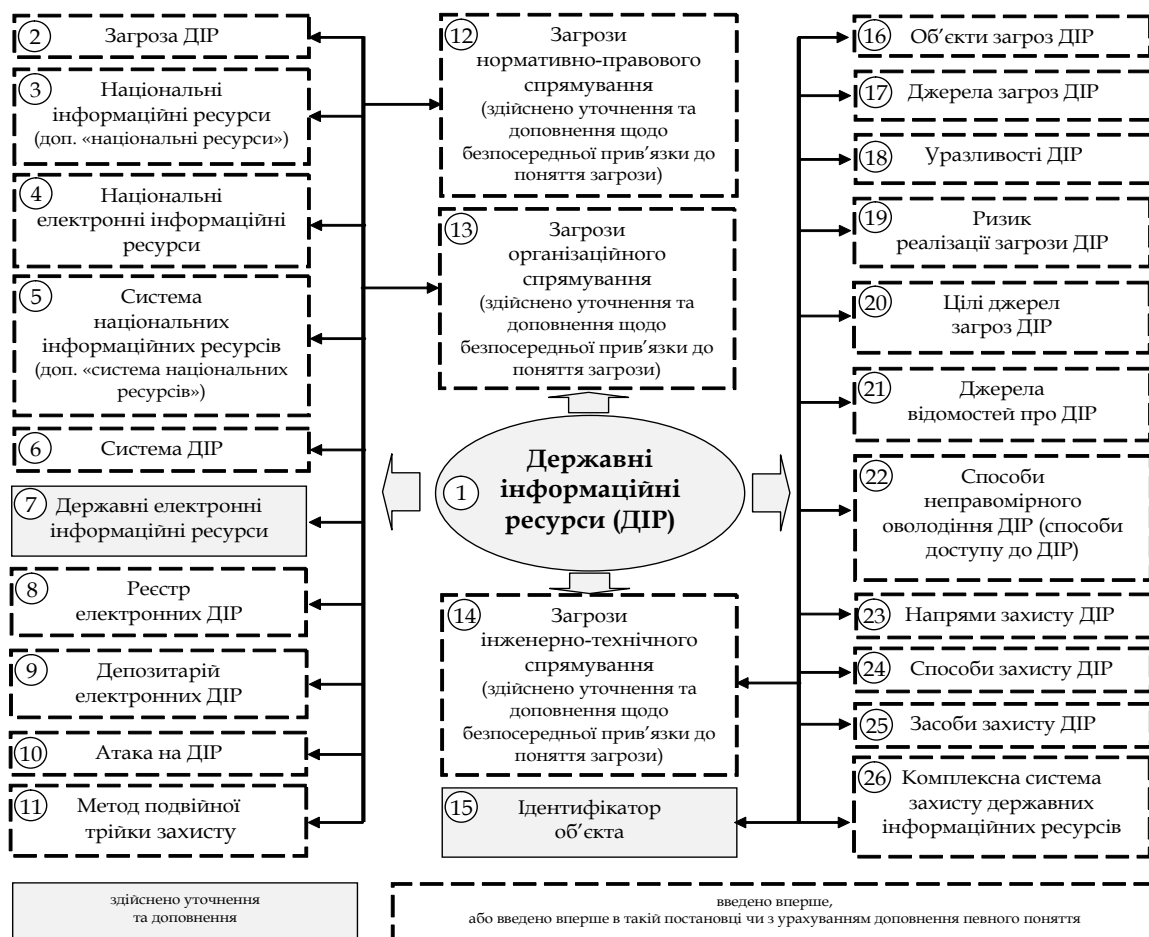 2
Загроза ДІР
3
Національні
інформаційні ресурси
(доп. «національні ресурси»)
4
Національні
електронні інформаційні
ресурси
5
Система
національних
інформаційних ресурсів
(доп. «система національних
ресурсів»)
6
Система ДІР
7
Державні електронні
інформаційні ресурси
8
Реєстр
електронних ДІР
9
Депозитарій
електронних ДІР
10
Атака на ДІР
11
Метод подвійної
трійки захисту
12
Загрози
нормативно-правового
спрямування
(здійснено уточнення та
доповнення щодо
безпосередньої прив’язки до
поняття загрози)
13
Загрози
організаційного
спрямування
(здійснено уточнення та
доповнення щодо
безпосередньої прив’язки до
поняття загрози)
1
Державні
інформаційні
ресурси (ДІР)
14
Загрози
інженерно-технічного
спрямування
(здійснено уточнення та
доповнення щодо
безпосередньої прив’язки до
поняття загрози)
15
Ідентифікатор
об’єкта
16
Об’єкти загроз ДІР
17
Джерела загроз ДІР
18
Уразливості ДІР
19
Ризик
реалізації загрози ДІР
20
Цілі джерел
загроз ДІР
21
Джерела
відомостей про ДІР
22
Способи
неправомірного
оволодіння ДІР (способи
доступу до ДІР)
23
Напрями захисту ДІР
24
Способи захисту ДІР
25
Засоби захисту ДІР
26
Комплексна система
захисту державних
інформаційних ресурсів
здійснено уточнення
та доповнення
введено вперше,
або введено вперше в такій постановці чи з урахуванням доповнення певного поняття